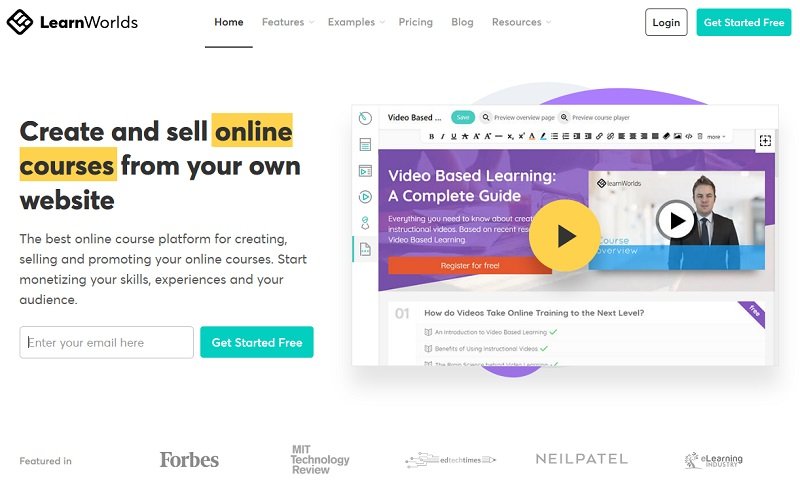 LearnWorlds
Home
Features
Examples
Pricing
Blog
Resources
Login
Get Started Free
Create and sell online
courses from your own
website
The best online course platform for creating,
selling and promoting your online courses. Start
monetizing your skills, experiences and your
audience.
Enter your email here
Get Started Free
Video Based ...
Save
Preview overview page
Preview course player
more
Video Based Learning:
A Complete Guide
Everything you need to know about
instructional videos. Based on recent
Video Based Learning
Register for free!
learnWorlds
Course
overview
01
How do Videos Take Online Training to the Next Level?
free
An Introduction to Video Based Learning
Benefits of Using Instructional Videos
The Brain Science behind Video Learning
Featured in
Forbes
MIT
Technology
Review
edtechtimes
NEILPATEL
eLearning
INDUSTRY